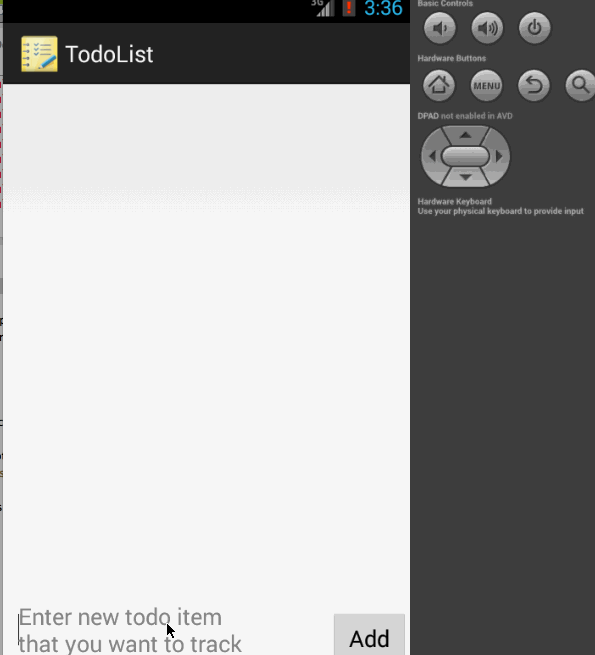 3G
3:36
TodoList
Enter new todo item
that you want to track
Add
Basic Controls
Hardware Buttons
MENU
DPAD not enabled in AVD
Hardware Keyboard
Use your physical keyboard to provide input